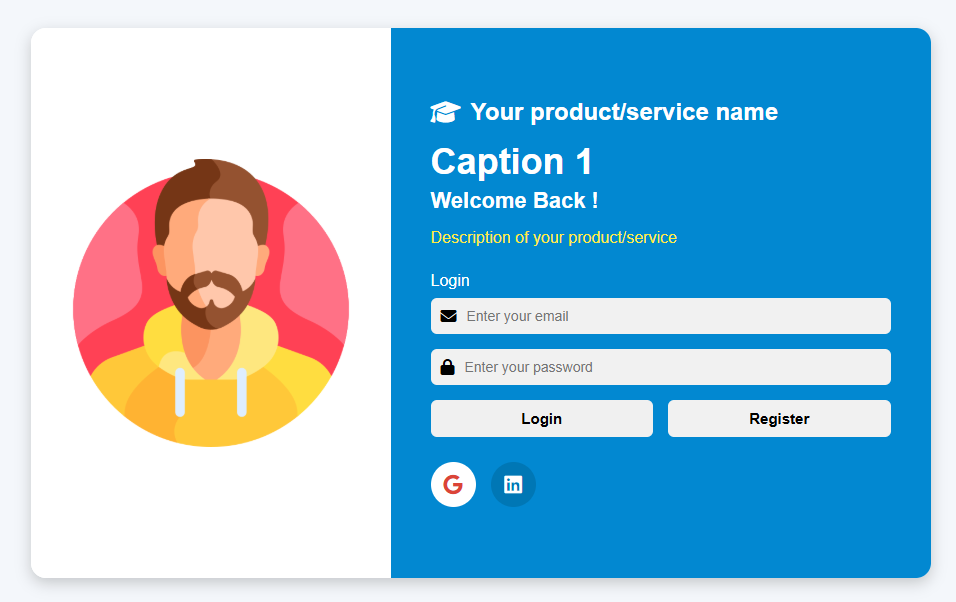 Your product/service name
Caption 1
Welcome Back !
Description of your product/service
Login
Enter your email
Enter your password
Login
Register
G
in